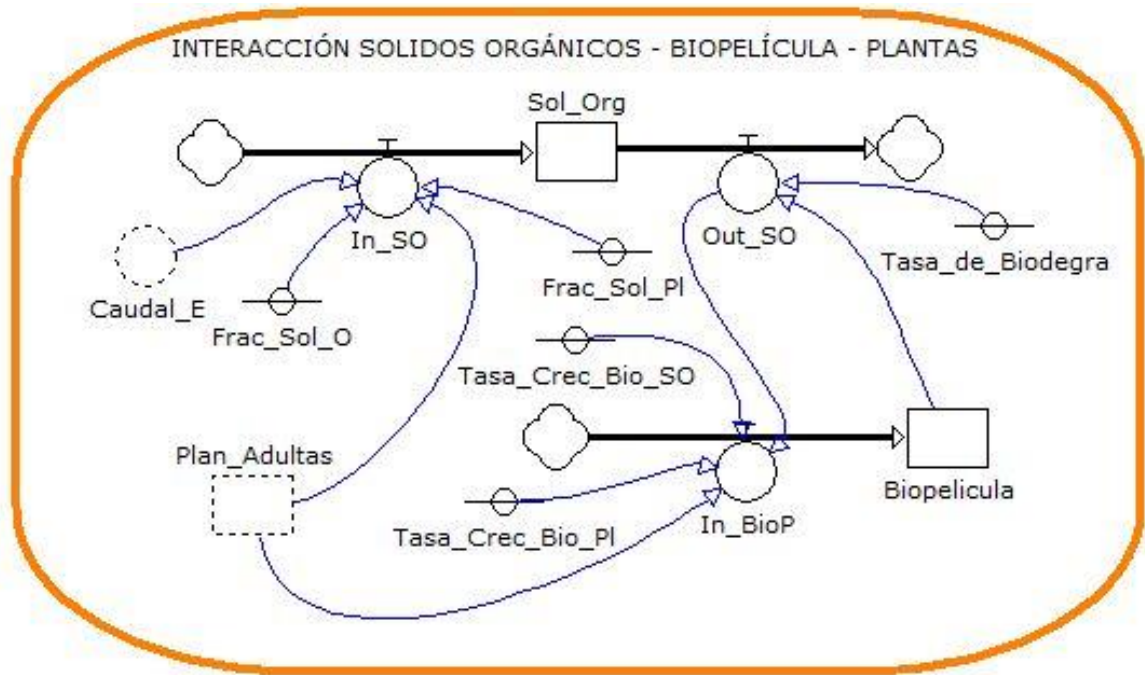 INTERACCIÓN SOLIDOS ORGÁNICOS - BIOPELÍCULA - PLANTAS
Sol_Org
In_SO
Out_SO
Caudal_E
Frac_Sol_O
Frac_Sol_Pl
Tasa_de_Biodegra
Tasa_Crec_Bio_SO
Plan_Adultas
Biopelicula
Tasa_Crec_Bio_Pl
In_BioP